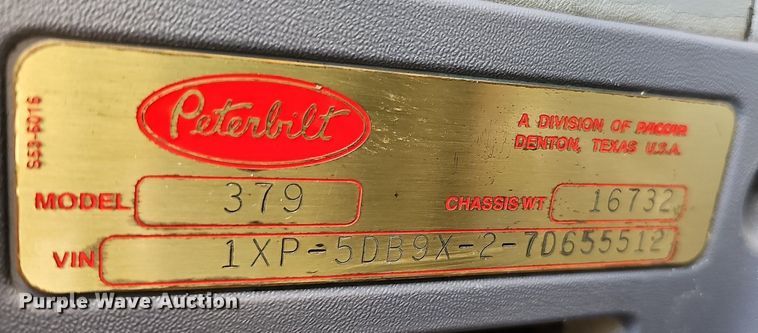 Peterbilt
A DIVISION OF PACCAR
DENTON, TEXAS U.S.A.
S53-6016
MODEL 379
CHASSIS WT. 16732
VIN 1XP-5DB9X-2-7D655512
Purple Wave Auction